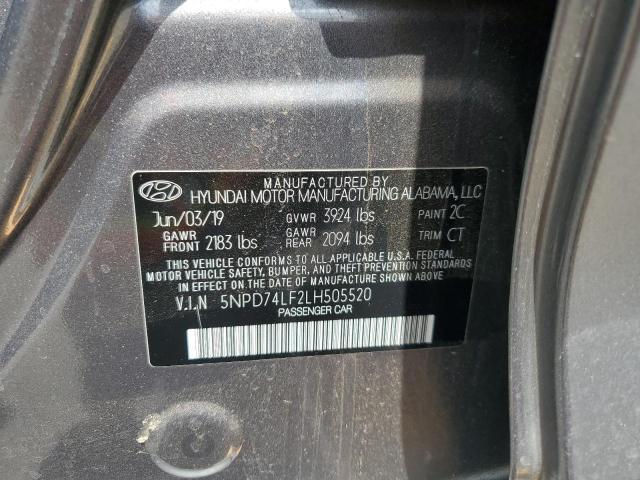 MANUFACTURED BY
HYUNDAI MOTOR MANUFACTURING ALABAMA, LLC
Jun/03/19 GVWR 3924 lbs PAINT 2C
GAWR FRONT 2183 lbs GAWR REAR 2094 lbs TRIM CT
THIS VEHICLE CONFORMS TO ALL APPLICABLE U.S.A. FEDERAL
MOTOR VEHICLE SAFETY, BUMPER, AND THEFT PREVENTION STANDARDS
IN EFFECT ON THE DATE OF MANUFACTURE SHOWN ABOVE.
V.I.N 5NPD74LF2LH505520
PASSENGER CAR